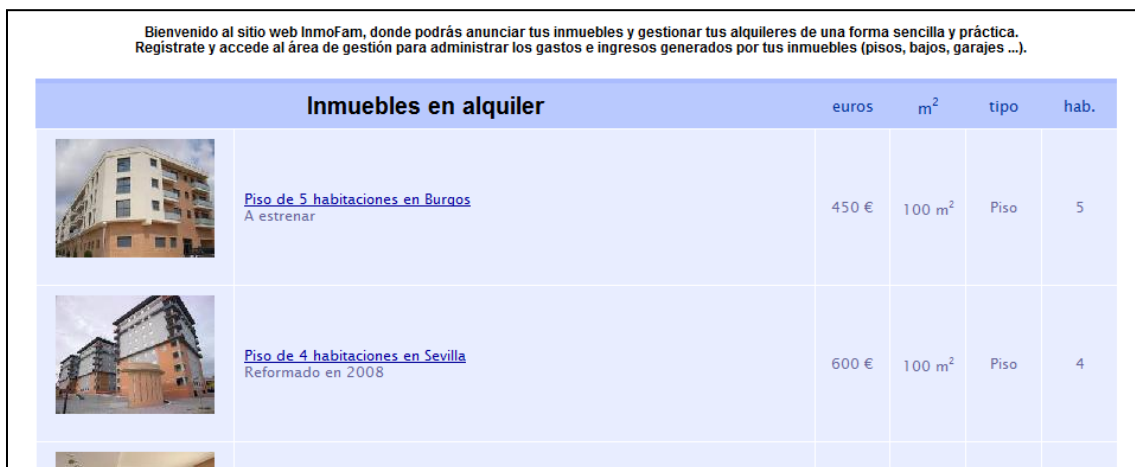 Bienvenido al sitio web InmoFam, donde podrás anunciar tus inmuebles y gestionar tus alquileres de una forma sencilla y práctica.
Regístrate y accede al área de gestión para administrar los gastos e ingresos generados por tus inmuebles (pisos, bajos, garajes ...).
Inmuebles en alquiler euros m² tipo hab.
Piso de 5 habitaciones en Burgos
A estrenar
450 € 100 m² Piso 5
Piso de 4 habitaciones en Sevilla
Reformado en 2008
600 € 100 m² Piso 4